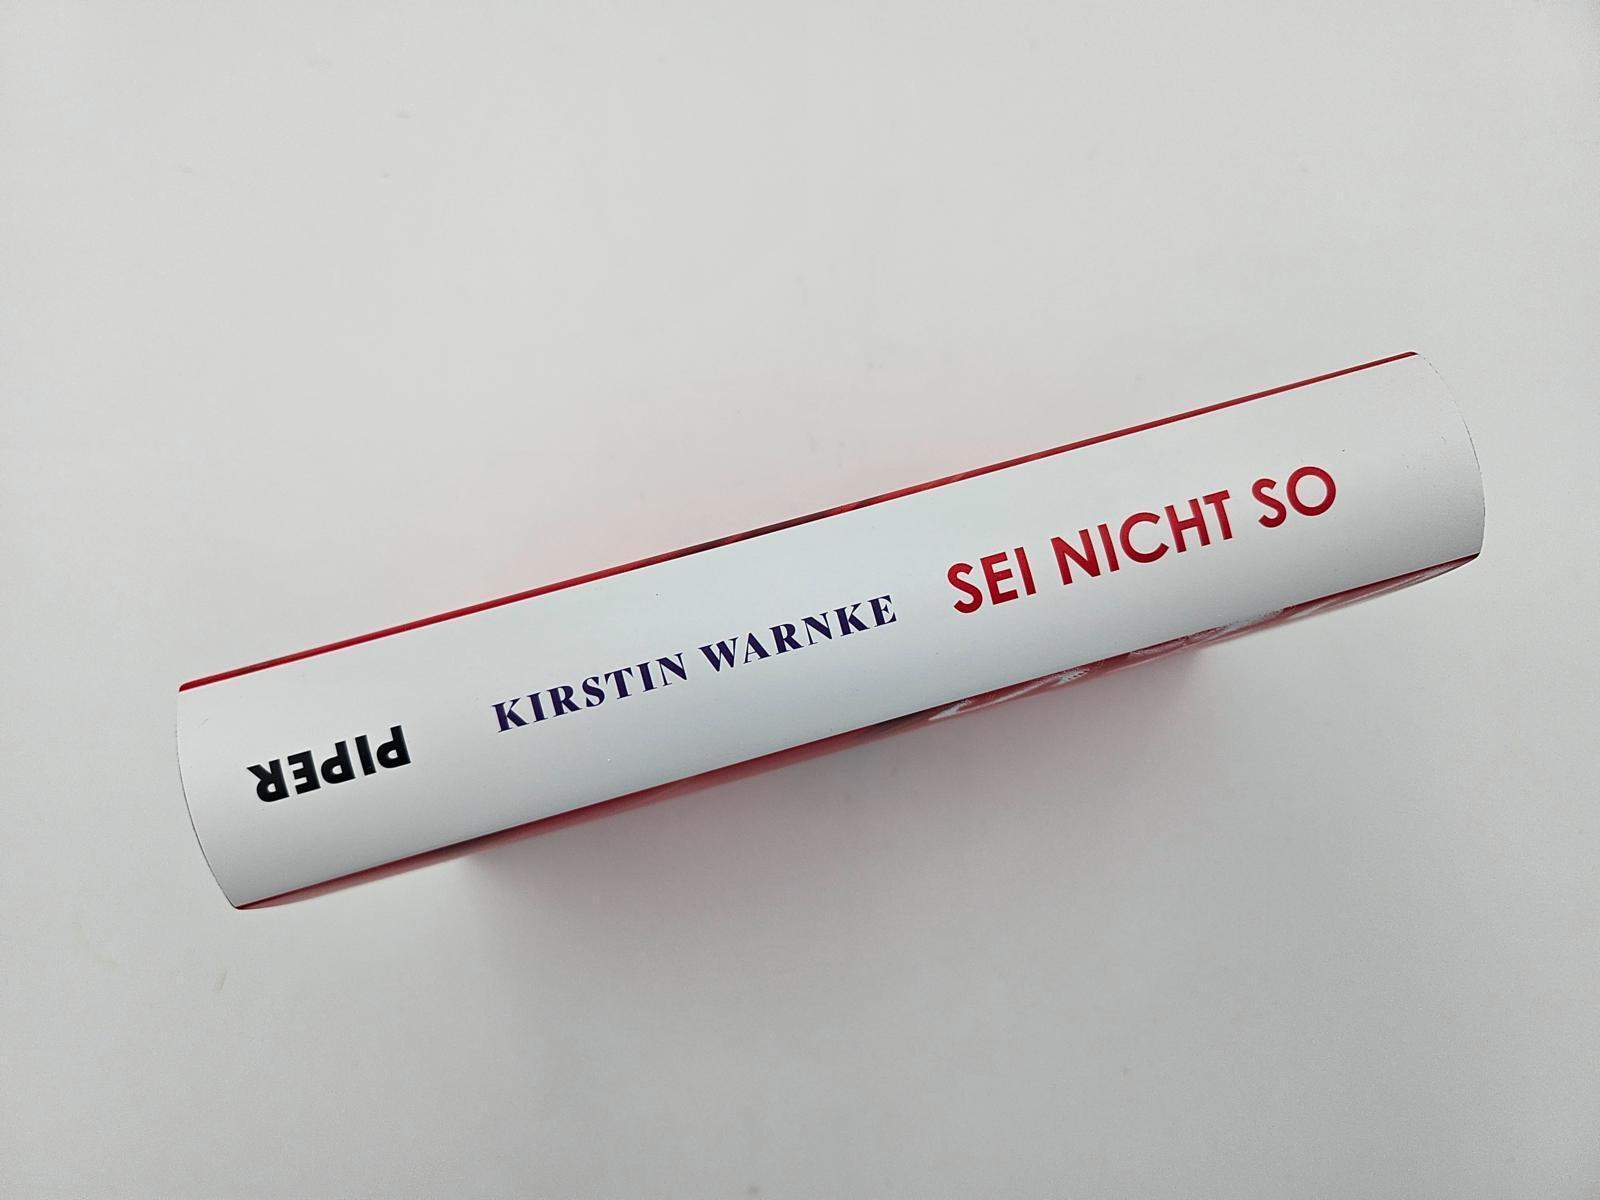 PIPER
KIRSTIN WARNKE
SEI NICHT SO